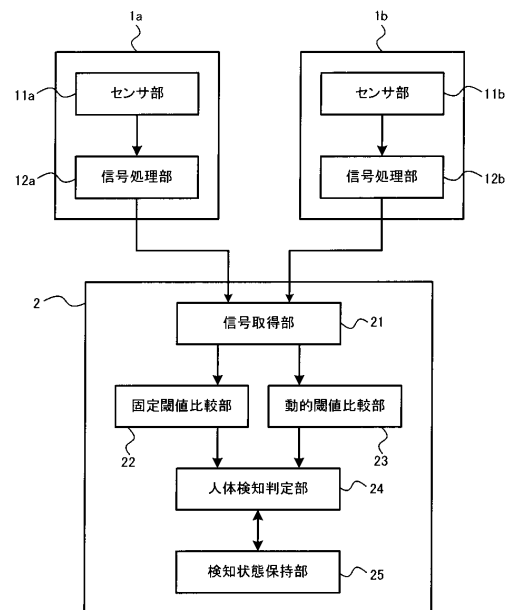 1a
1b
11a
センサ部
センサ部
11b
12a
信号処理部
信号処理部
12b
2
信号取得部
21
固定閾値比較部
動的閾値比較部
22
23
人体検知判定部
24
検知状態保持部
25